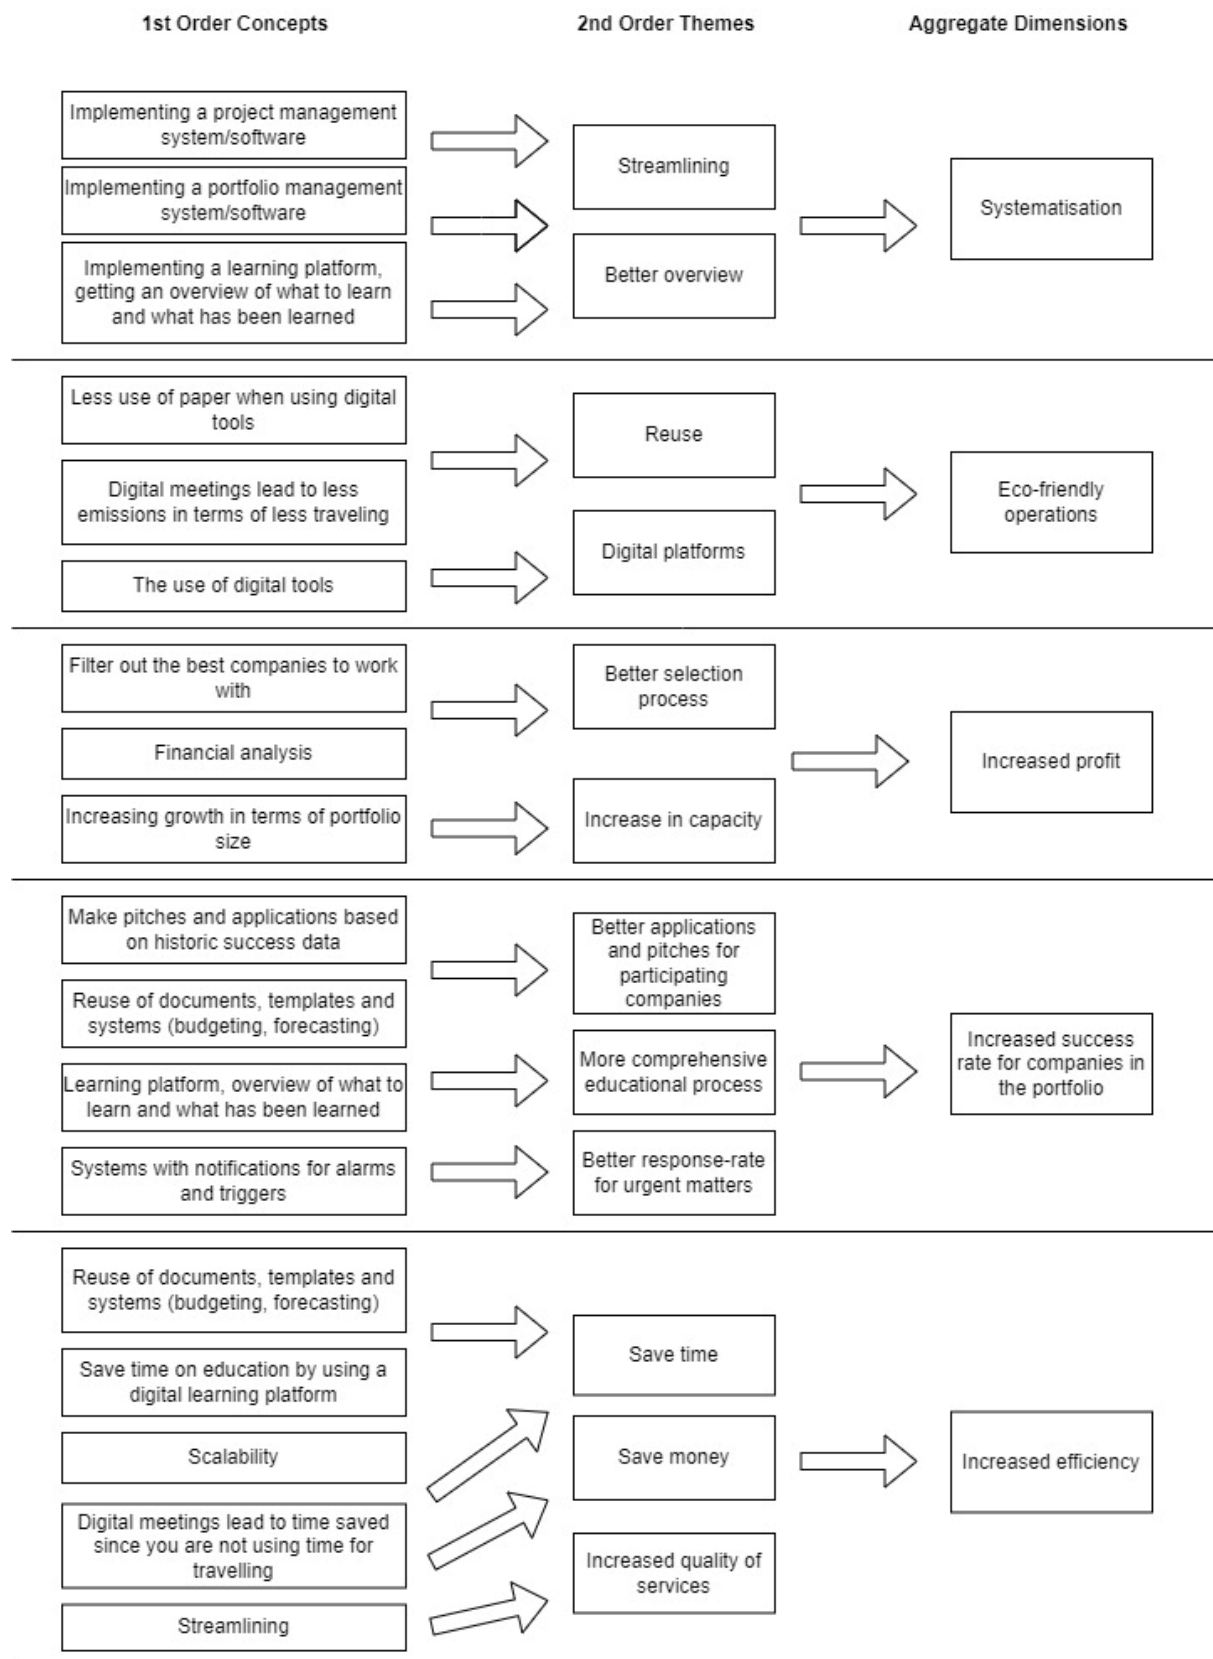 1st Order Concepts
2nd Order Themes
Aggregate Dimensions
Implementing a project management
system/software
Implementing a portfolio management
system/software
Implementing a learning platform,
getting an overview of what to learn
and what has been learned
Streamlining
Better overview
Systematisation
Less use of paper when using digital
tools
Digital meetings lead to less
emissions in terms of less traveling
The use of digital tools
Reuse
Digital platforms
Eco-friendly
operations
Filter out the best companies to work
with
Financial analysis
Increasing growth in terms of portfolio
size
Better selection
process
Increase in capacity
Increased profit
Make pitches and applications based
on historic success data
Reuse of documents, templates and
systems (budgeting, forecasting)
Learning platform, overview of what to
learn and what has been learned
Systems with notifications for alarms
and triggers
Better applications
and pitches for
participating
companies
More comprehensive
educational process
Better response-rate
for urgent matters
Increased success
rate for companies in
the portfolio
Reuse of documents, templates and
systems (budgeting, forecasting)
Save time on education by using a
digital learning platform
Scalability
Digital meetings lead to time saved
since you are not using time for
travelling
Streamlining
Save time
Save money
Increased quality of
services
Increased efficiency